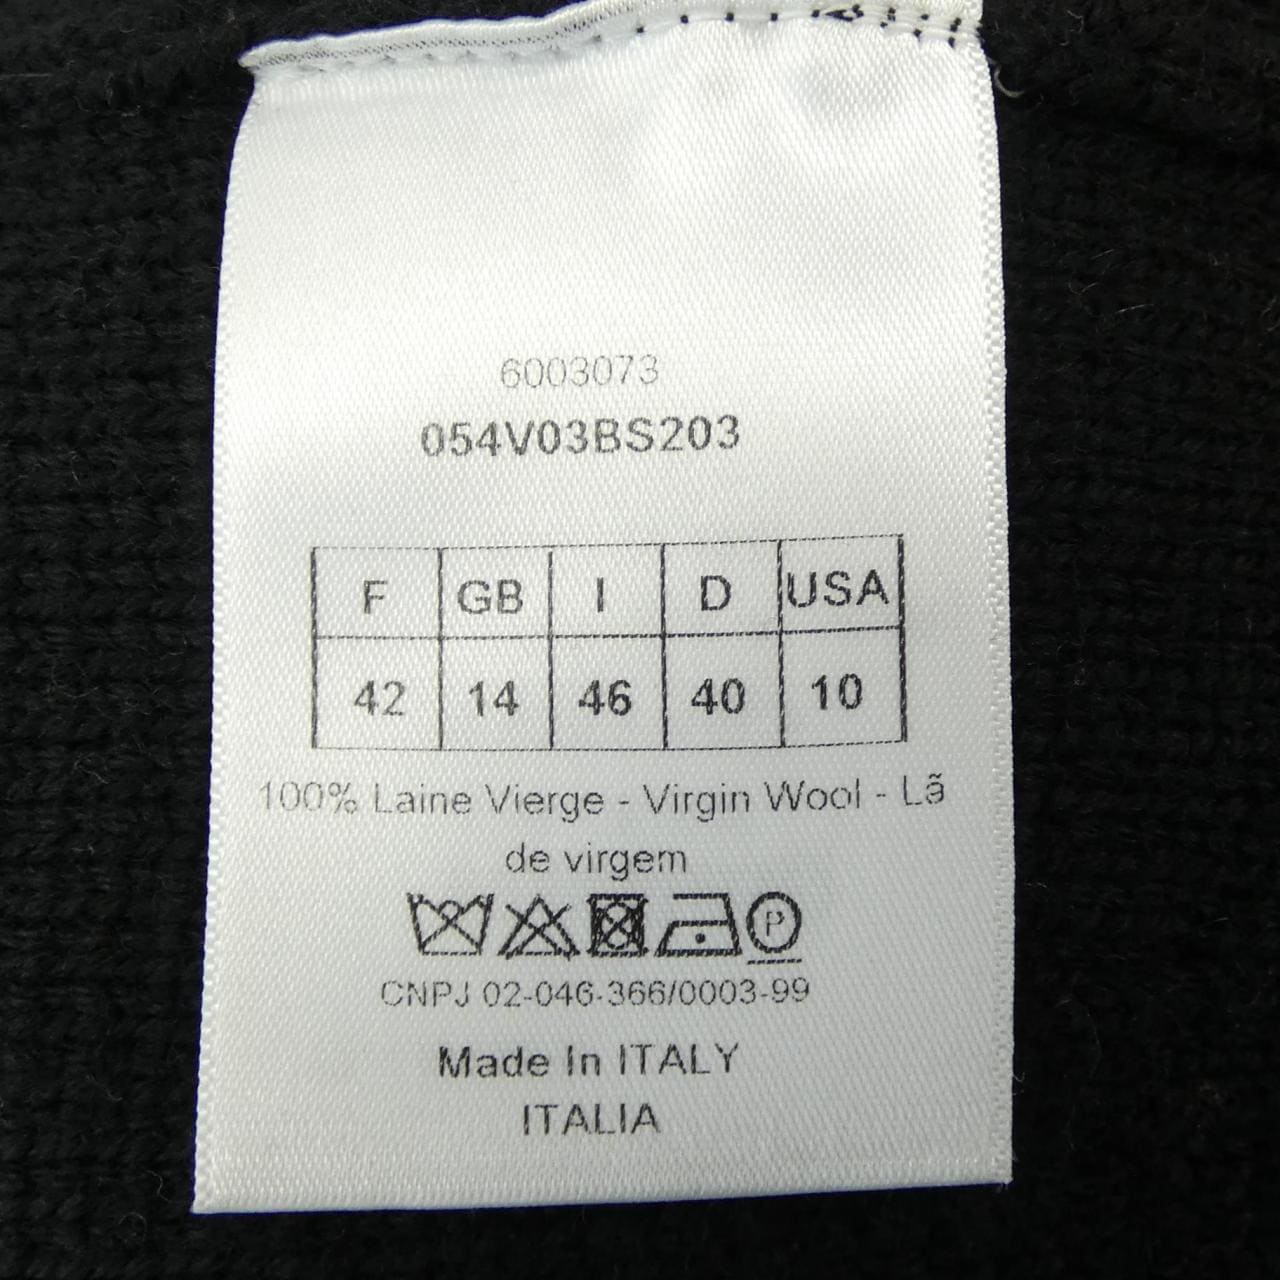 6003073
054V03BS203
F GB I D USA
42 14 46 40 10
100% Laine Vierge - Virgin Wool - Lã
de virgem
P
CNPJ 02-046-366/0003-99
Made In ITALY
ITALIA